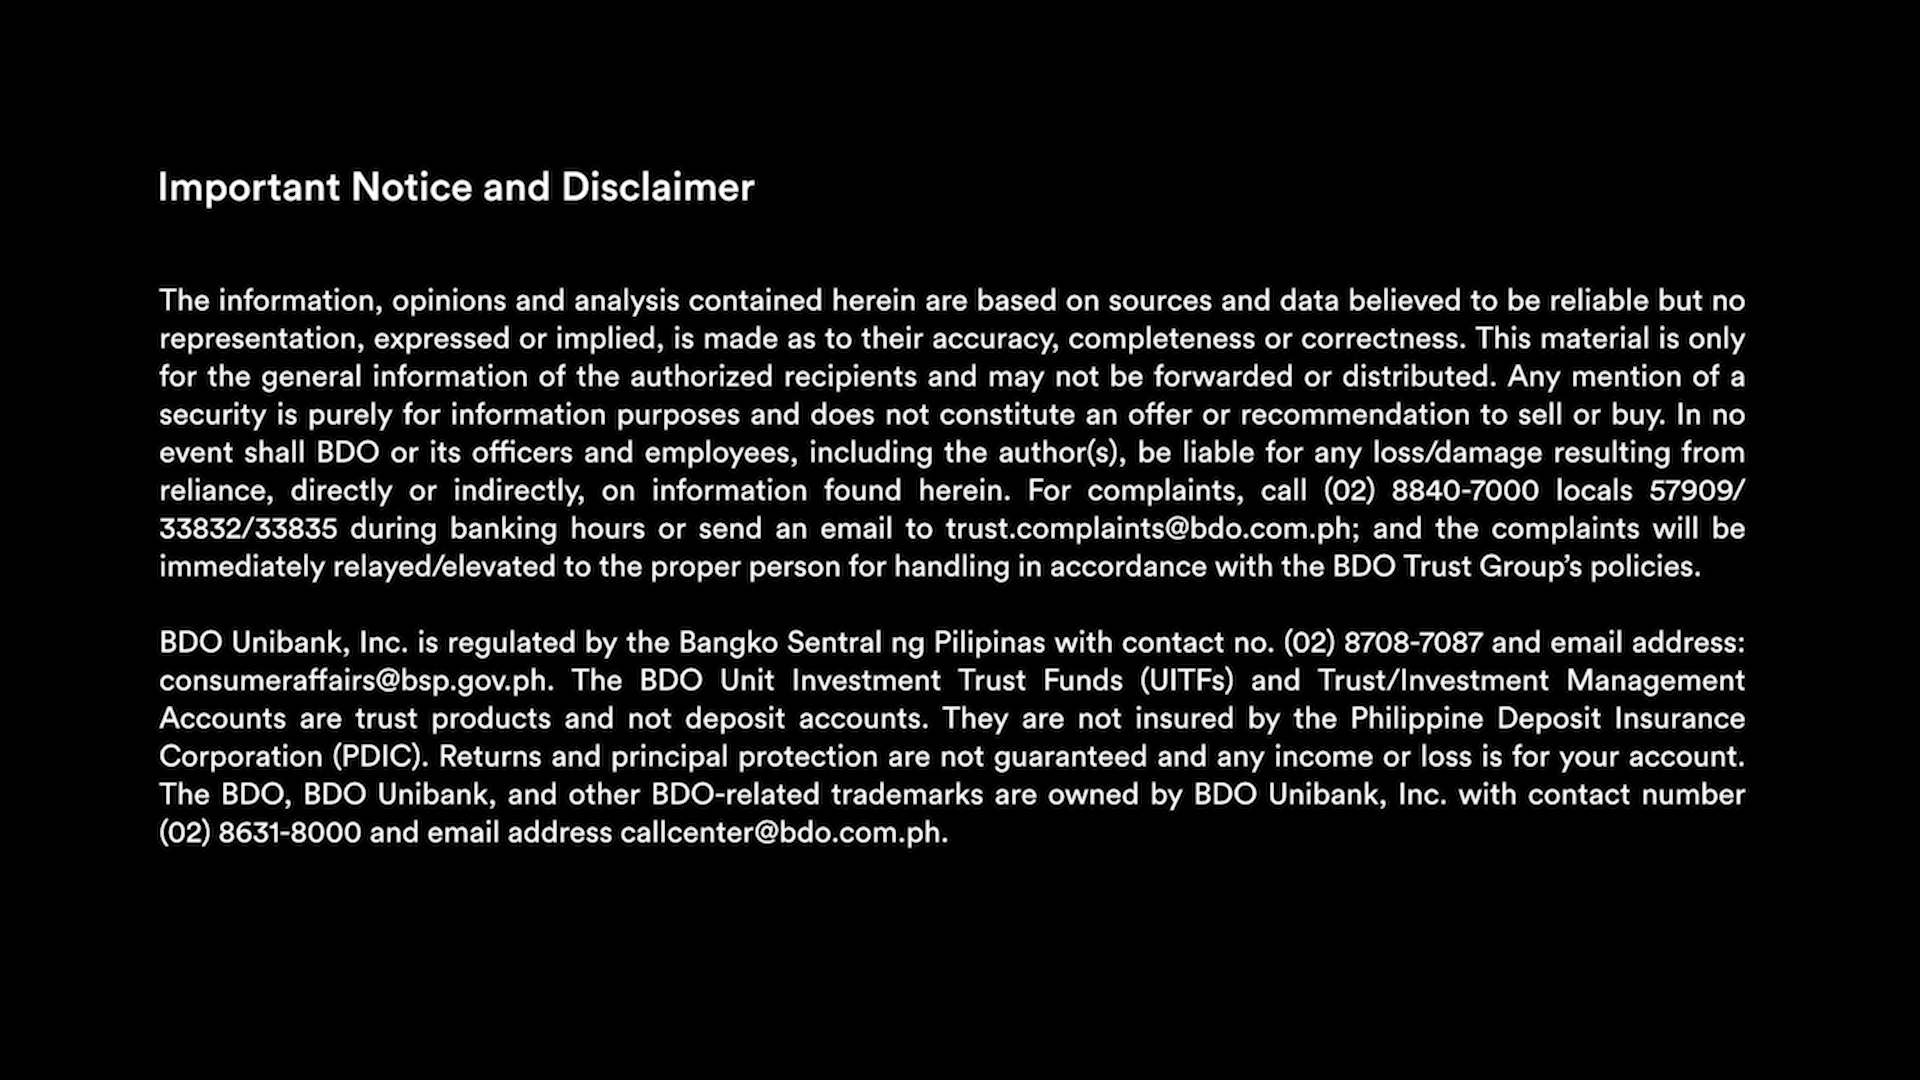 Important Notice and Disclaimer
The information, opinions and analysis contained herein are based on sources and data believed to be reliable but no
representation, expressed or implied, is made as to their accuracy, completeness or correctness. This material is only
for the general information of the authorized recipients and may not be forwarded or distributed. Any mention of a
security is purely for information purposes and does not constitute an offer or recommendation to sell or buy. In no
event shall BDO or its officers and employees, including the author(s), be liable for any loss/damage resulting from
reliance, directly or indirectly, on information found herein. For complaints, call (02) 8840-7000 locals 57909/
33832/33835 during banking hours or send an email to trust.complaints@bdo.com.ph; and the complaints will be
immediately relayed/elevated to the proper person for handling in accordance with the BDO Trust Group’s policies.
BDO Unibank, Inc. is regulated by the Bangko Sentral ng Pilipinas with contact no. (02) 8708-7087 and email address:
consumeraffairs@bsp.gov.ph. The BDO Unit Investment Trust Funds (UITFs) and Trust/Investment Management
Accounts are trust products and not deposit accounts. They are not insured by the Philippine Deposit Insurance
Corporation (PDIC). Returns and principal protection are not guaranteed and any income or loss is for your account.
The BDO, BDO Unibank, and other BDO-related trademarks are owned by BDO Unibank, Inc. with contact number
(02) 8631-8000 and email address callcenter@bdo.com.ph.